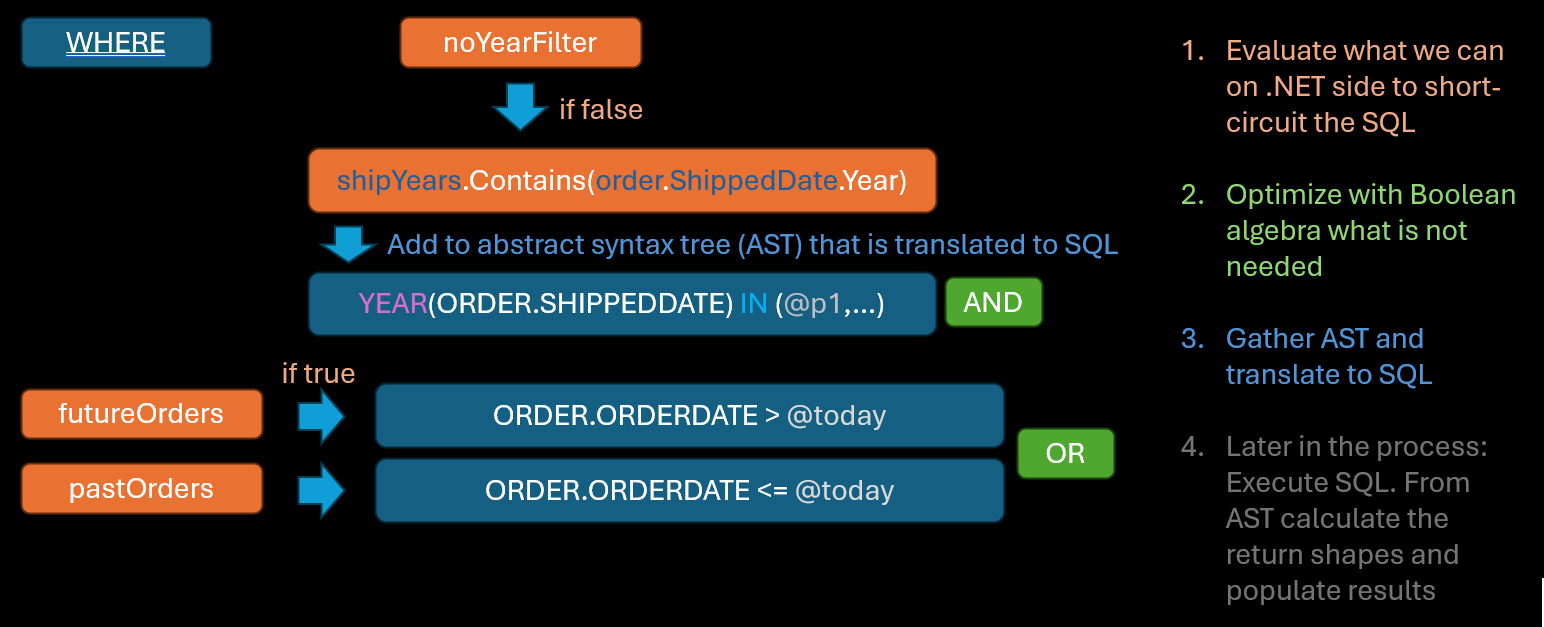 WHERE
noYearFilter
if false
shipYears.Contains(order.ShippedDate.Year)
Add to abstract syntax tree (AST) that is translated to SQL
YEAR(ORDER.SHIPPEDDATE) IN (@p1,...)
AND
if true
futureOrders
ORDER.ORDERDATE > @today
pastOrders
ORDER.ORDERDATE <= @today
OR
1. Evaluate what we can
on .NET side to short-
circuit the SQL
2. Optimize with Boolean
algebra what is not
needed
3. Gather AST and
translate to SQL
4. Later in the process:
Execute SQL. From
AST calculate the
return shapes and
populate results